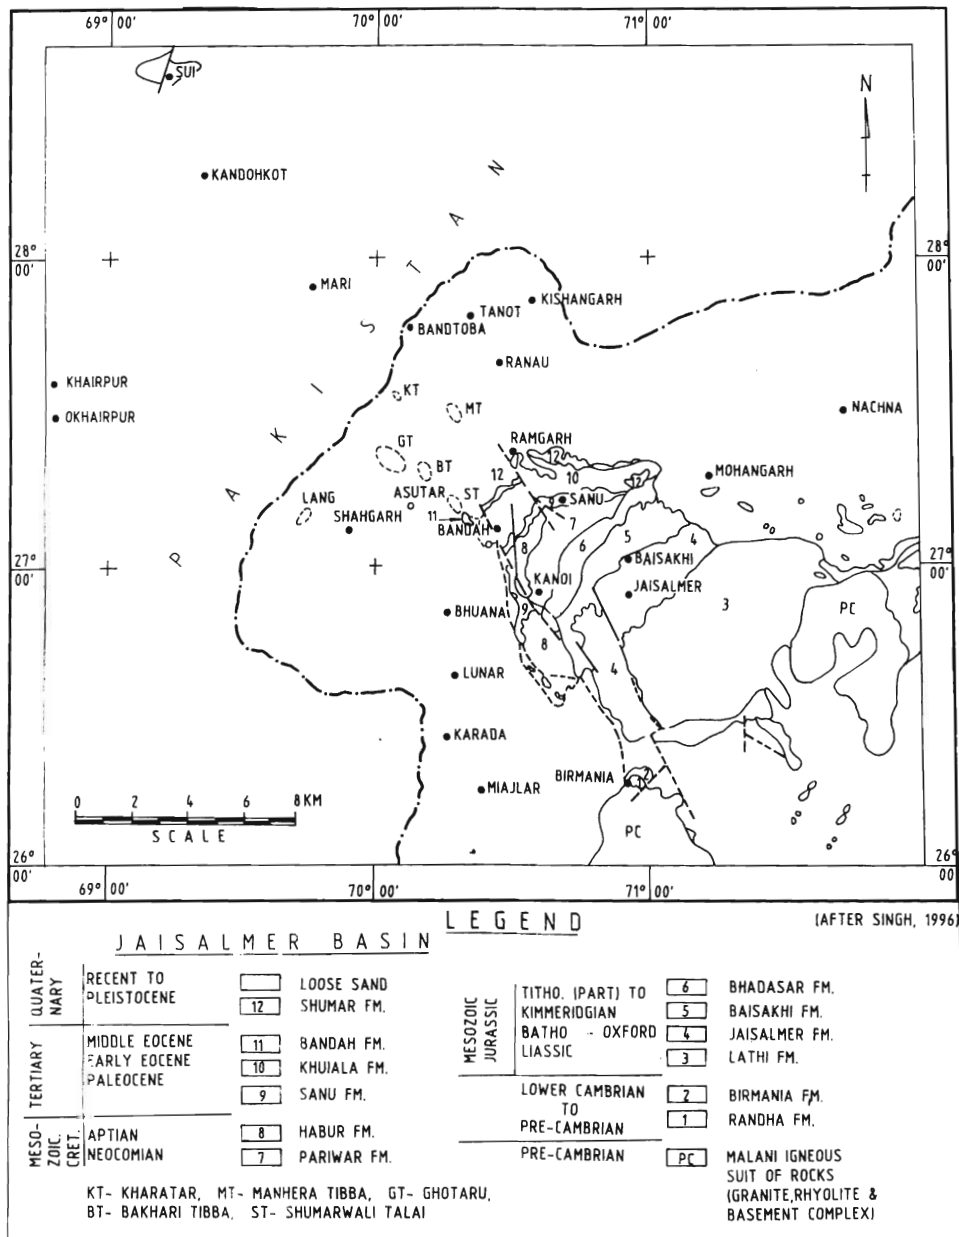 69° 00' 70° 00' 71° 00'
SUI
N
KANDOHKOT
PAKISTAN
28° 00' 28° 00'
MARI
KISHANGARH
TANOT
BANDTOBA
RANAU
KHAIRPUR
KT
OKHAIRPUR
MT
NACHNA
RAMGARH
GT
12
BT
12 10
MOHANGARH
ASUTAR ST
12
LANG
9 SANU
SHAHGARH
11
7
BANDAH
5 4
8 6
BAISAKHI
27° 00' 27° 00'
KANOI
JAISALMER
3
PC
BHUANA
9
8
LUNAR
4
KARADA
BIRMANIA
2
1
MIAJLAR
0 2 4 6 8 KM
SCALE
PC
26° 00' 26° 00'
69° 00' 70° 00' 71° 00'
LEGEND
(AFTER SINGH, 1996)
JAISALMER BASIN
QUATER-NARY
RECENT TO
PLEISTOCENE
LOOSE SAND
12 SHUMAR FM.
TERTIARY
MIDDLE EOCENE
EARLY EOCENE
PALEOCENE
11 BANDAH FM.
10 KHUIALA FM.
9 SANU FM.
MESO-ZOIC. CRET.
APTIAN
NEOCOMIAN
8 HABUR FM.
7 PARIWAR FM.
MESOZOIC
JURASSIC
TITHO. (PART) TO
KIMMERIDGIAN
BATHO - OXFORD
LIASSIC
6 BHADASAR FM.
5 BAISAKHI FM.
4 JAISALMER FM.
3 LATHI FM.
LOWER CAMBRIAN
TO
PRE-CAMBRIAN
2 BIRMANIA FM.
1 RANDHA FM.
PRE-CAMBRIAN
PC MALANI IGNEOUS
SUIT OF ROCKS
(GRANITE,RHYOLITE &
BASEMENT COMPLEX)
KT- KHARATAR, MT- MANHERA TIBBA, GT- GHOTARU,
BT- BAKHARI TIBBA, ST- SHUMARWALI TALAI